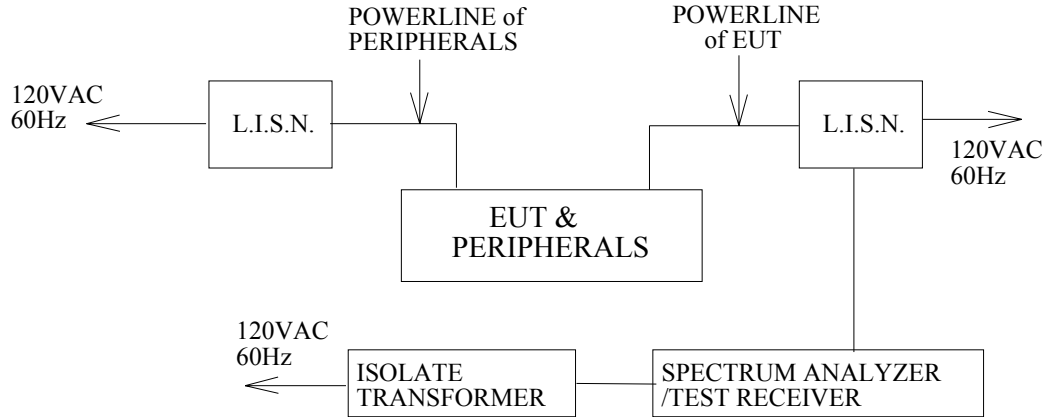 POWERLINE of
PERIPHERALS
POWERLINE
of EUT
120VAC
60Hz
L.I.S.N.
L.I.S.N.
120VAC
60Hz
EUT &
PERIPHERALS
120VAC
60Hz
ISOLATE
TRANSFORMER
SPECTRUM ANALYZER
/TEST RECEIVER